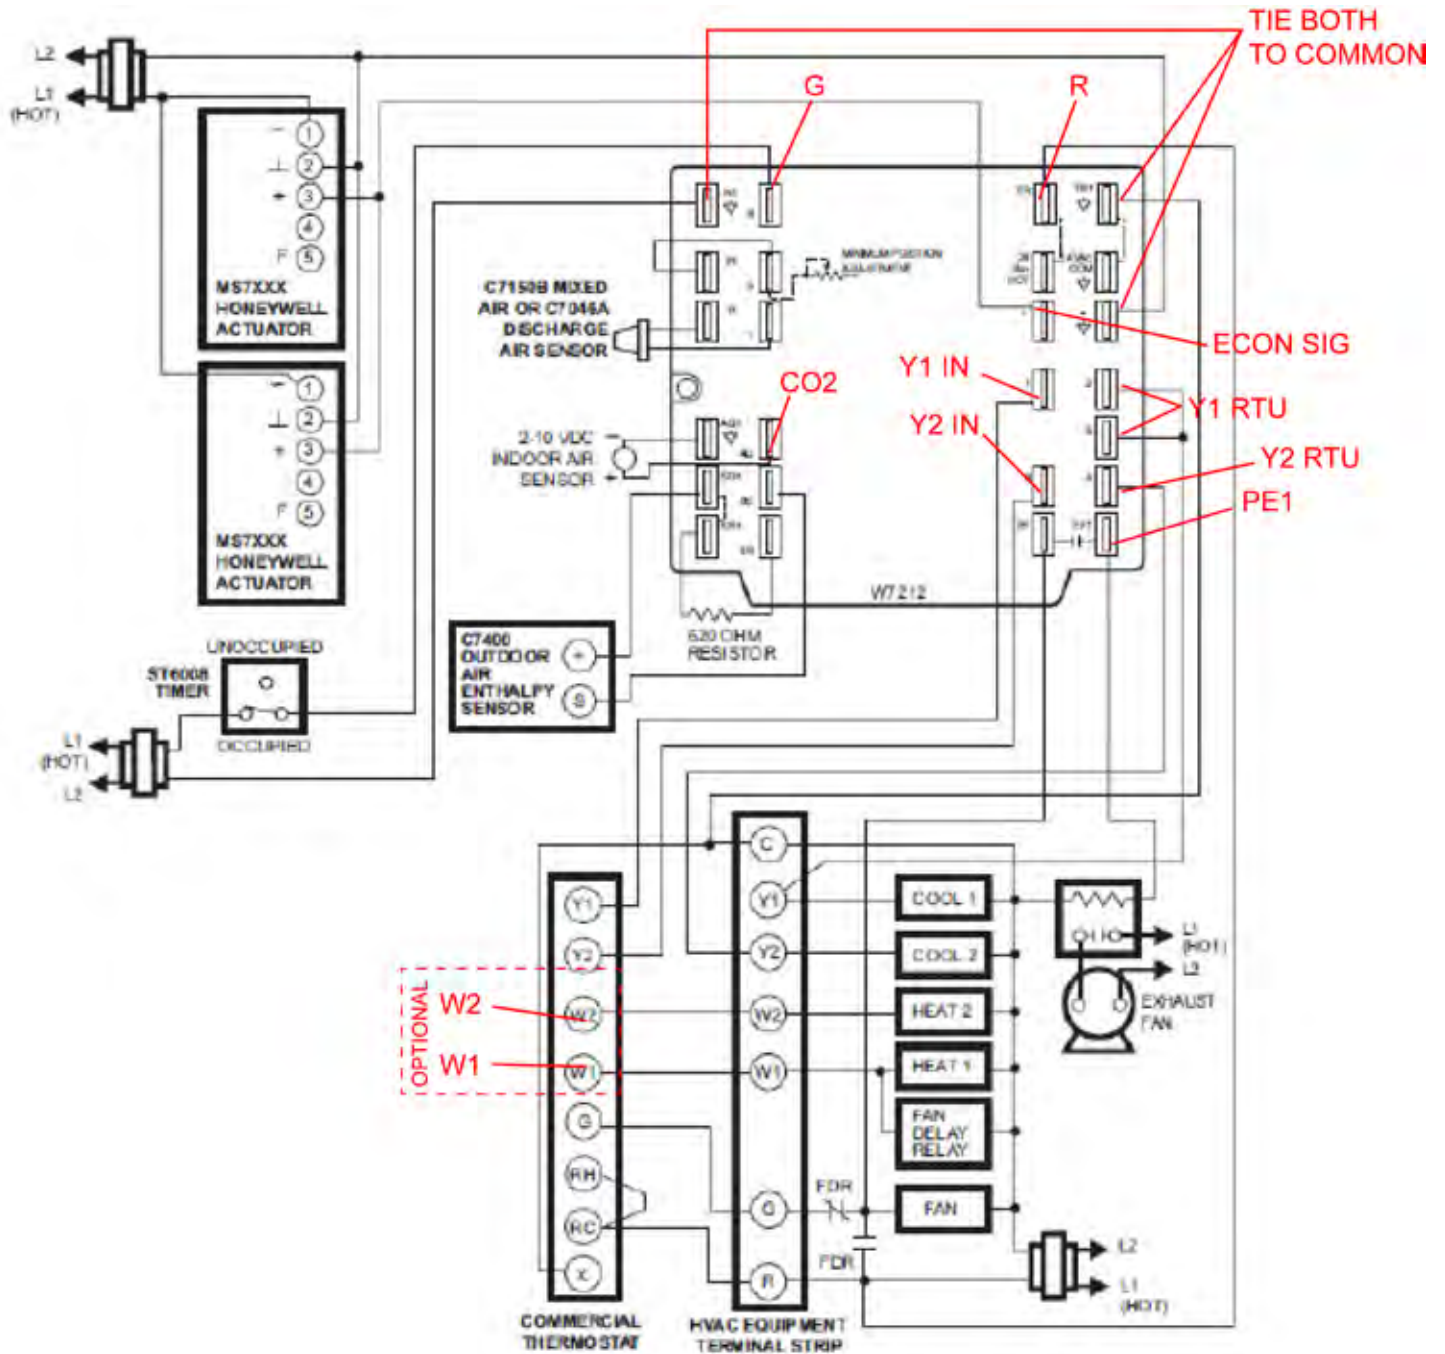 TIE BOTH
TO COMMON
L2
L1
(HOT)
G
R
1
2
3
4
F 5
MS7XXX
HONEYWELL
ACTUATOR
C7150B MIXED
AIR OR C7046A
DISCHARGE
AIR SENSOR
MINIMUM POSITION
ADJUSTMENT
ECON SIG
Y1 IN
Y1 RTU
Y2 IN
Y2 RTU
PE1
CO2
1
2
3
4
F 5
MS7XXX
HONEYWELL
ACTUATOR
2-10 VDC
INDOOR AIR
SENSOR
+
W7212
620 OHM
RESISTOR
C7400
OUTDOOR
AIR
ENTHALPY
SENSOR
+
S
UNOCCUPIED
ST6008
TIMER
OCCUPIED
L1
(HOT)
L2
C
Y1
Y1
COOL 1
L1
(HOT)
Y2
Y2
COOL 2
L2
OPTIONAL
W2
W2
W2
HEAT 2
EXHAUST
FAN
W1
W1
W1
HEAT 1
G
FAN
DELAY
RELAY
RH
FDR
G
FAN
RC
FDR
L2
X
R
L1
(HOT)
COMMERCIAL
THERMOSTAT
HVAC EQUIPMENT
TERMINAL STRIP